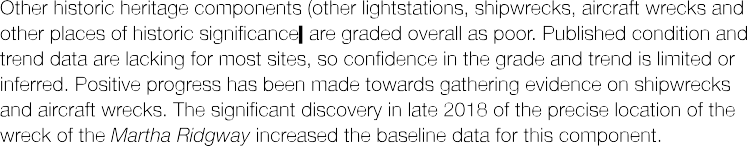 Other historic heritage components (other lightstations, shipwrecks, aircraft wrecks and
other places of historic significance) are graded overall as poor. Published condition and
trend data are lacking for most sites, so confidence in the grade and trend is limited or
inferred. Positive progress has been made towards gathering evidence on shipwrecks
and aircraft wrecks. The significant discovery in late 2018 of the precise location of the
wreck of the Martha Ridgway increased the baseline data for this component.